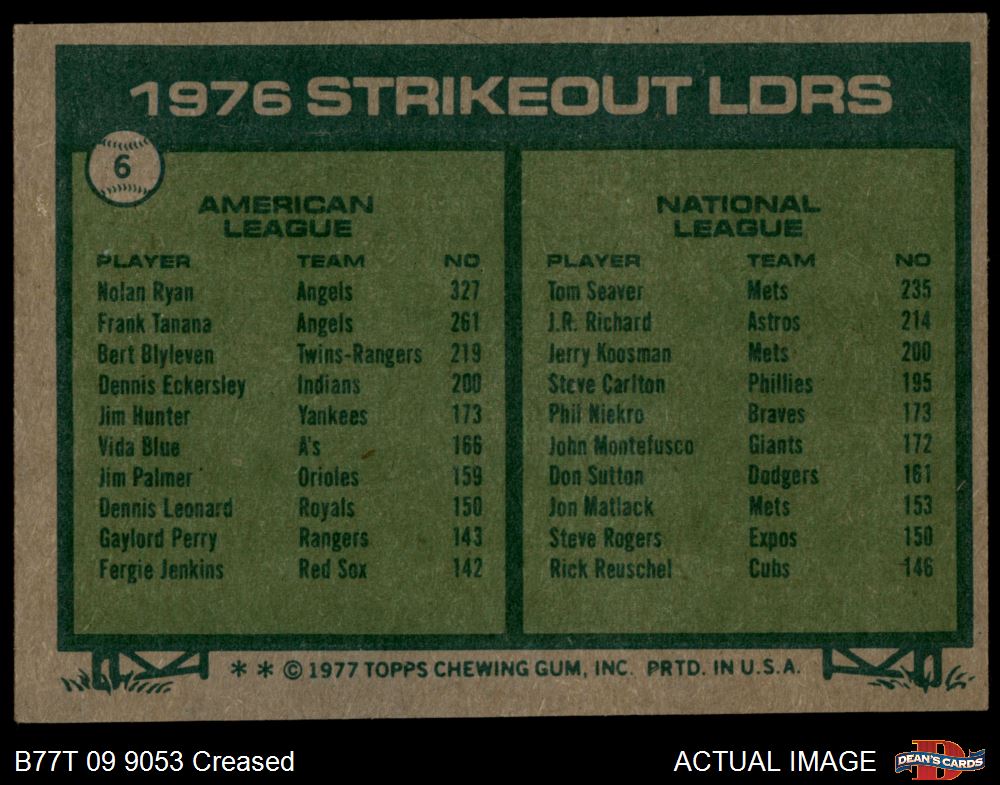 1976 STRIKEOUT LDRS
6
AMERICAN
LEAGUE
PLAYER TEAM NO
Nolan Ryan Angels 327
Frank Tanana Angels 261
Bert Blyleven Twins-Rangers 219
Dennis Eckersley Indians 200
Jim Hunter Yankees 173
Vida Blue A's 166
Jim Palmer Orioles 159
Dennis Leonard Royals 150
Gaylord Perry Rangers 143
Fergie Jenkins Red Sox 142
NATIONAL
LEAGUE
PLAYER TEAM NO
Tom Seaver Mets 235
J.R. Richard Astros 214
Jerry Koosman Mets 200
Steve Carlton Phillies 195
Phil Niekro Braves 173
John Montefusco Giants 172
Don Sutton Dodgers 161
Jon Matlack Mets 153
Steve Rogers Expos 150
Rick Reuschel Cubs 146
* * © 1977 TOPPS CHEWING GUM, INC. PRTD. IN U.S.A.
B77T 09 9053 Creased
ACTUAL IMAGE
D
DEAN'S CARDS